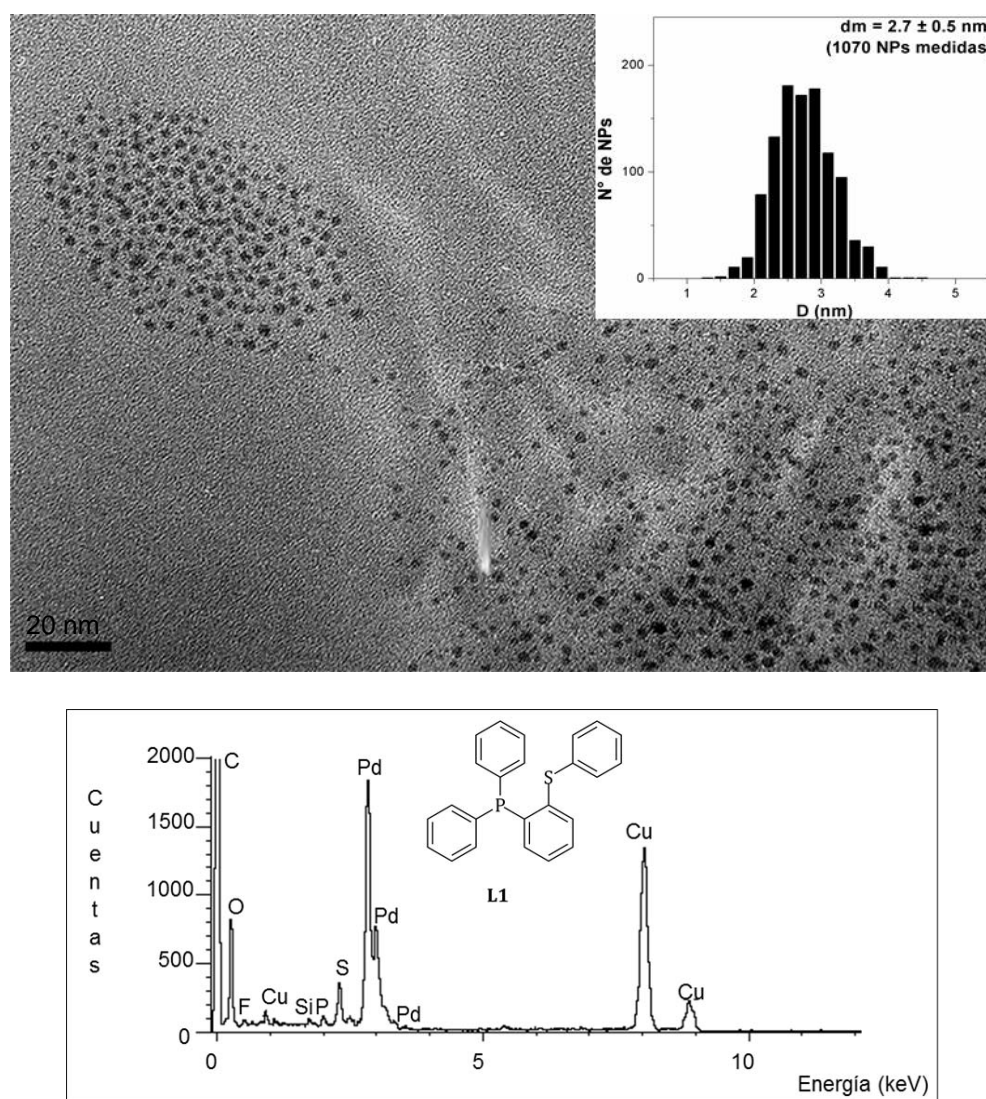 dm = 2.7 ± 0.5 nm
(1070 NPs medidas
200
100
0
N° de NPs
1 2 3 4 5
D (nm)
20 nm
Cuentas
2000
1500
1000
500
0
C
O
F
Cu
Si
P
S
Pd
Pd
Pd
Cu
Cu
S
P
L1
0 5 10
Energía (keV)